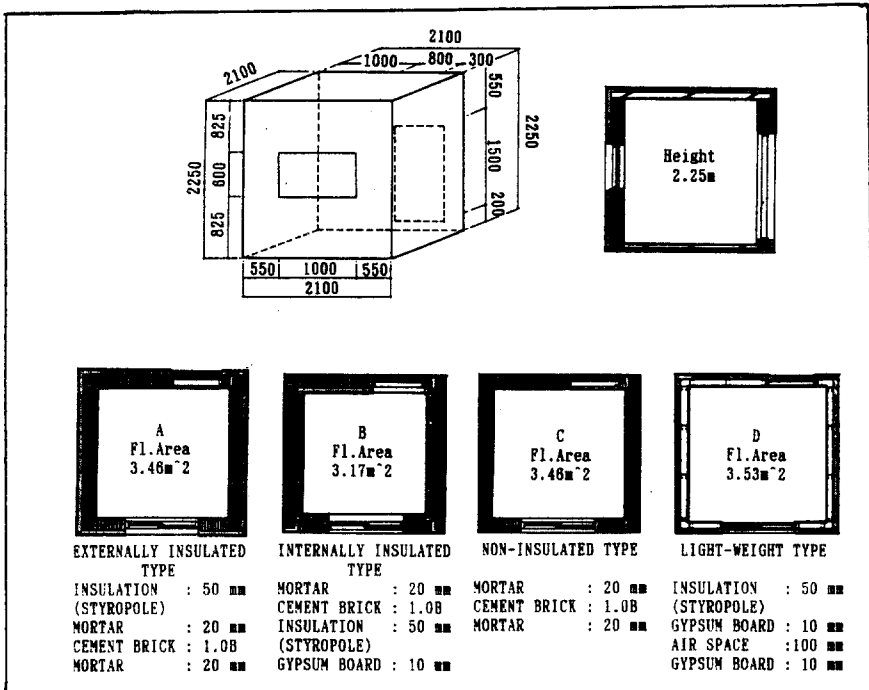 2100
1000 800 300
2100
550
825
2250
600
1500
2250
825
200
550 1000 550
2100
Height
2.25m
A
Fl.Area
3.46m^2
B
Fl.Area
3.17m^2
C
Fl.Area
3.46m^2
D
Fl.Area
3.53m^2
EXTERNALLY INSULATED
TYPE
INSULATION : 50 mm
(STYROPOLE)
MORTAR : 20 mm
CEMENT BRICK : 1.0B
MORTAR : 20 mm
INTERNALLY INSULATED
TYPE
MORTAR : 20 mm
CEMENT BRICK : 1.0B
INSULATION : 50 mm
(STYROPOLE)
GYPSUM BOARD : 10 mm
NON-INSULATED TYPE
MORTAR : 20 mm
CEMENT BRICK : 1.0B
MORTAR : 20 mm
LIGHT-WEIGHT TYPE
INSULATION : 50 mm
(STYROPOLE)
GYPSUM BOARD : 10 mm
AIR SPACE :100 mm
GYPSUM BOARD : 10 mm